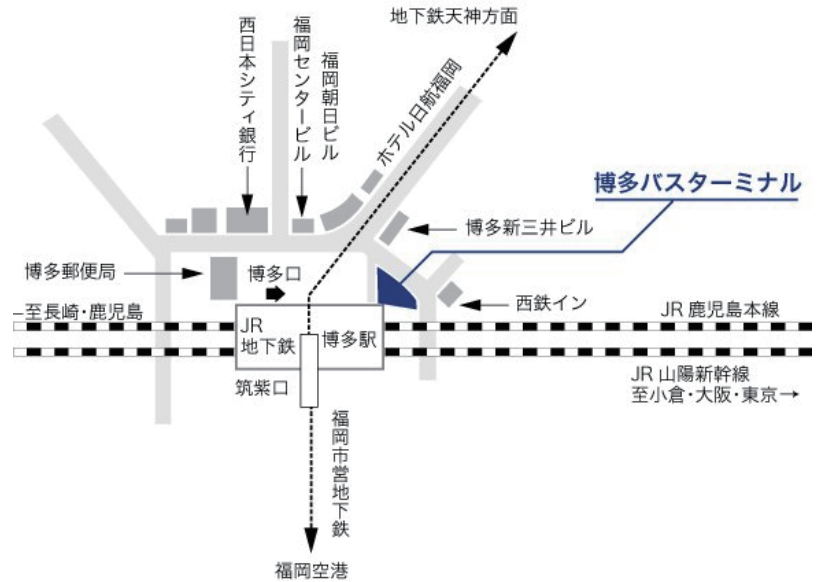 地下鉄天神方面
西日本シティ銀行
福岡センタービル
福岡朝日ビル
ホテル日航福岡
博多バスターミナル
博多新三井ビル
博多郵便局
博多口
西鉄イン
至長崎・鹿児島
JR
地下鉄
博多駅
JR 鹿児島本線
筑紫口
JR 山陽新幹線
至小倉・大阪・東京→
福岡市営地下鉄
福岡空港